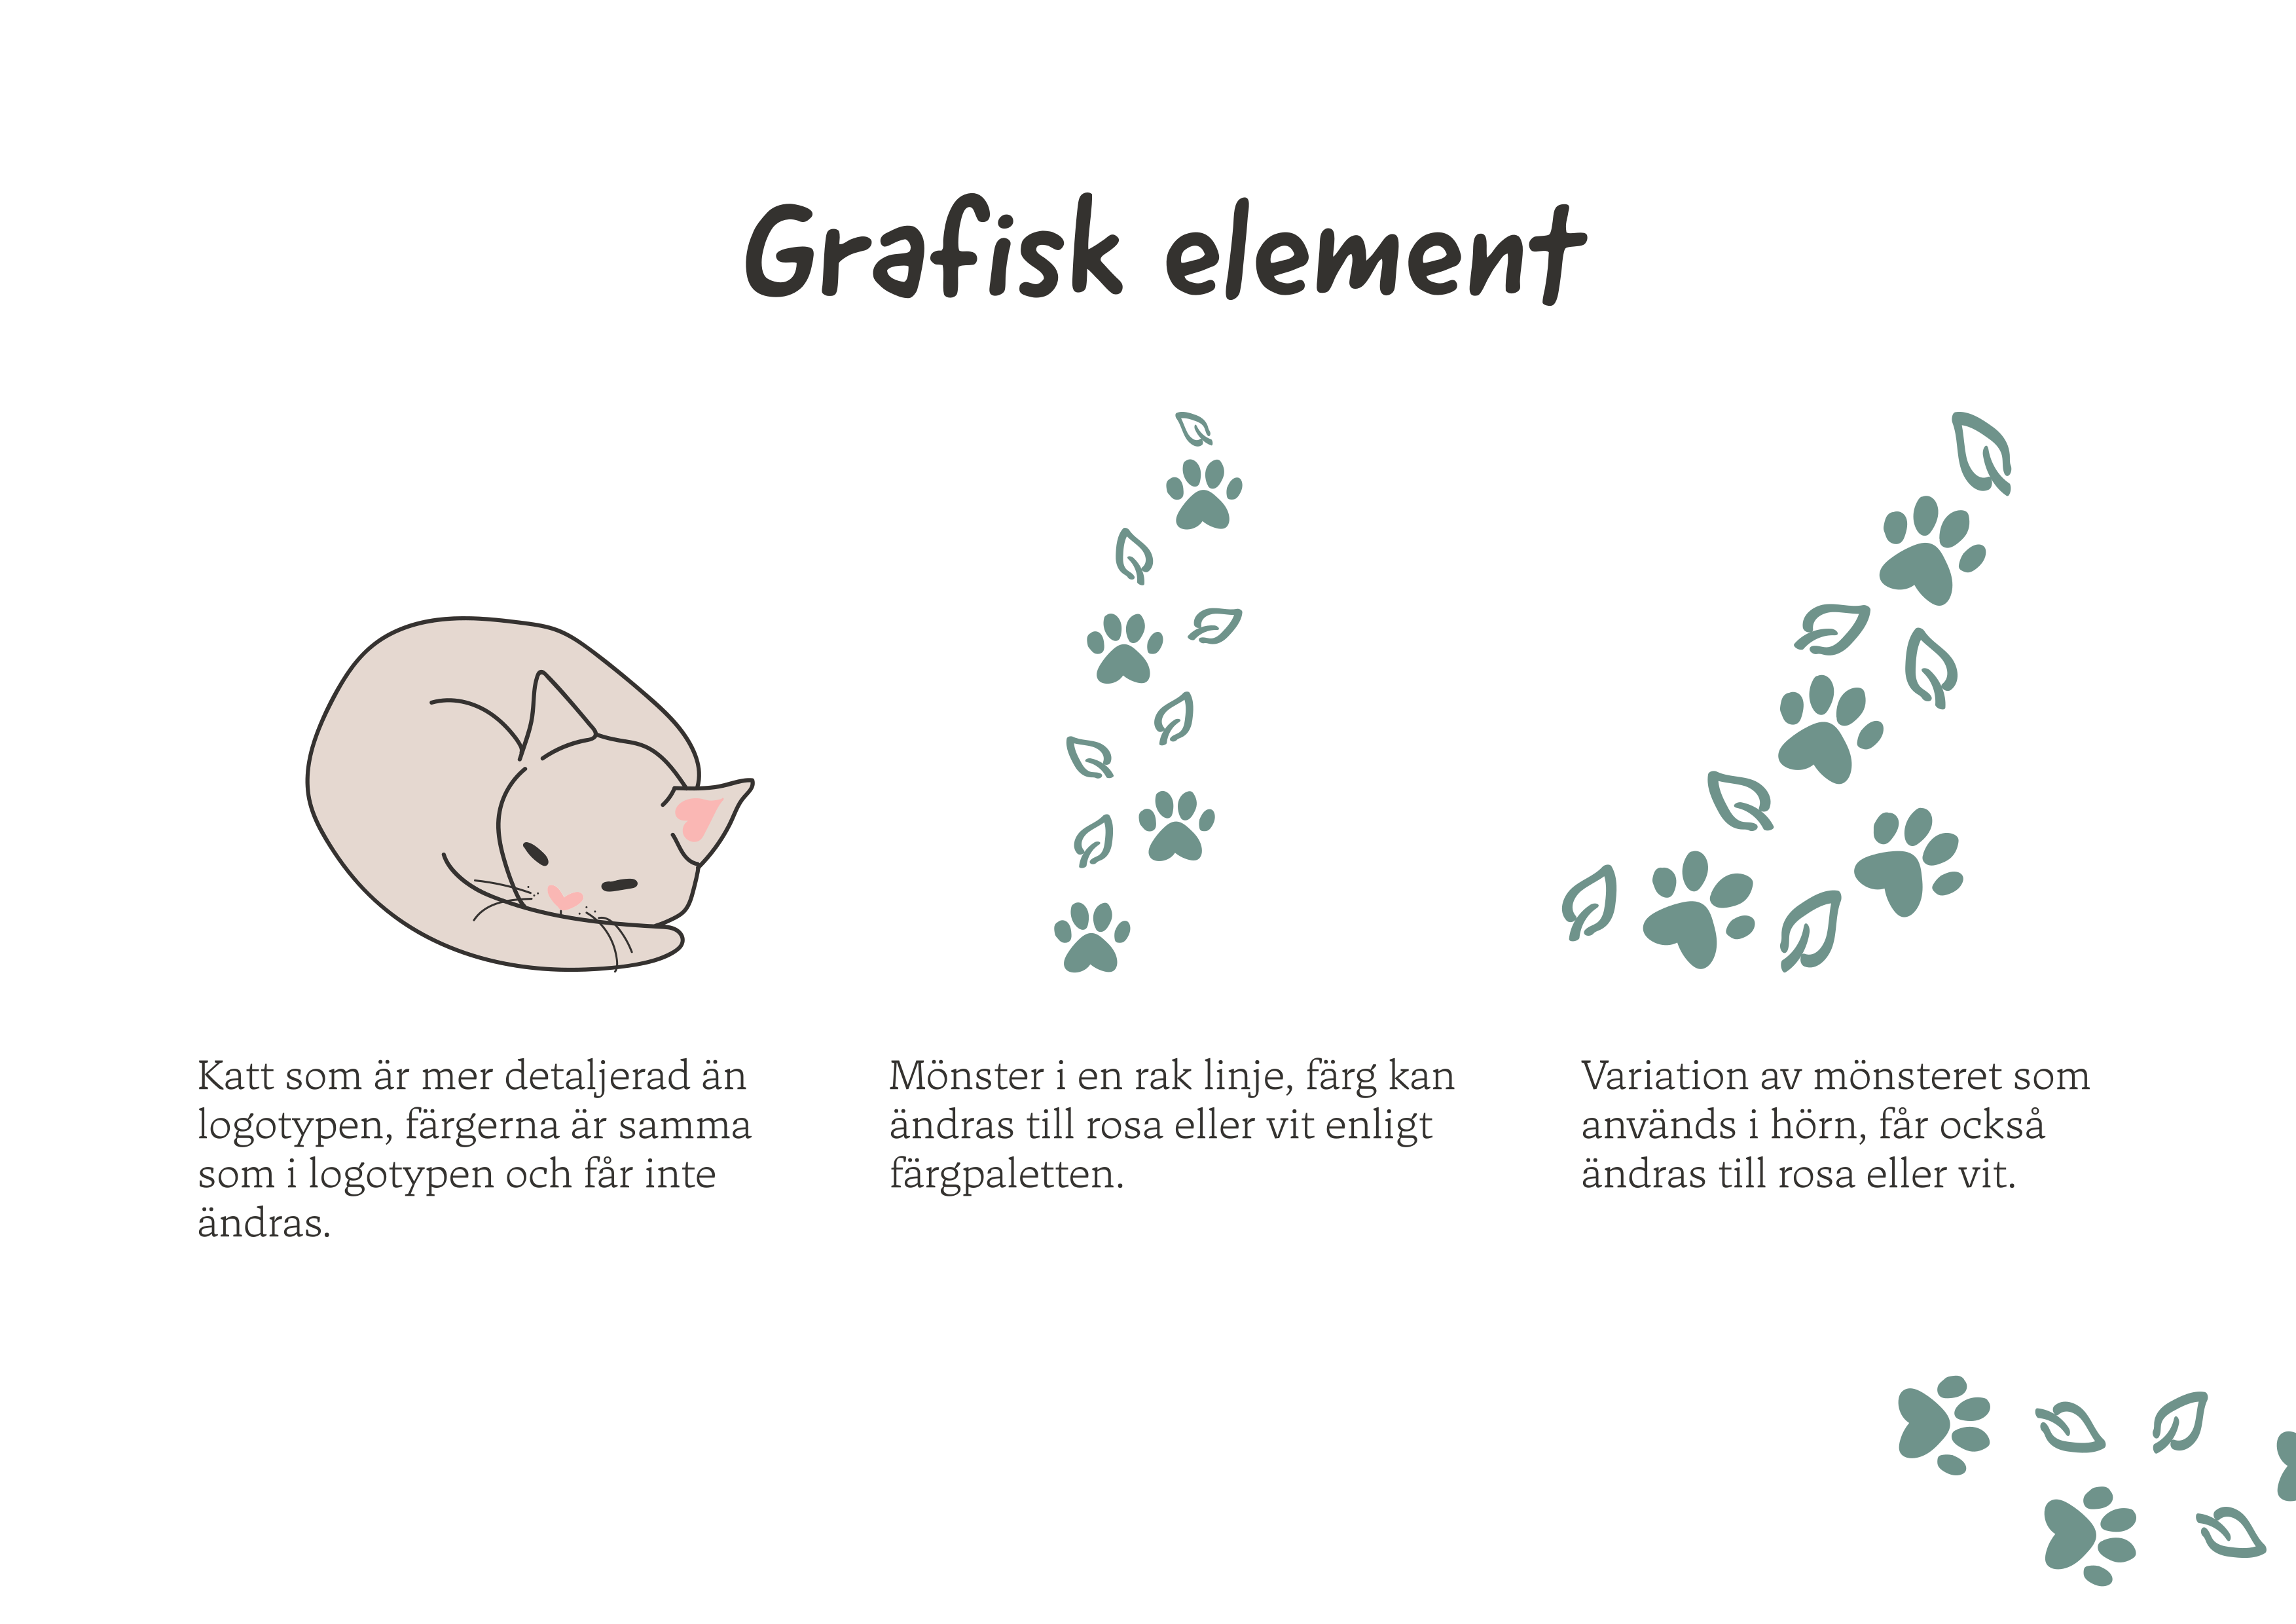 Grafisk element
Katt som är mer detaljerad än
logotypen, färgerna är samma
som i logotypen och får inte
ändras.
Mönster i en rak linje, färg kan
ändras till rosa eller vit enligt
färgpaletten.
Variation av mönsteret som
används i hörn, får också
ändras till rosa eller vit.